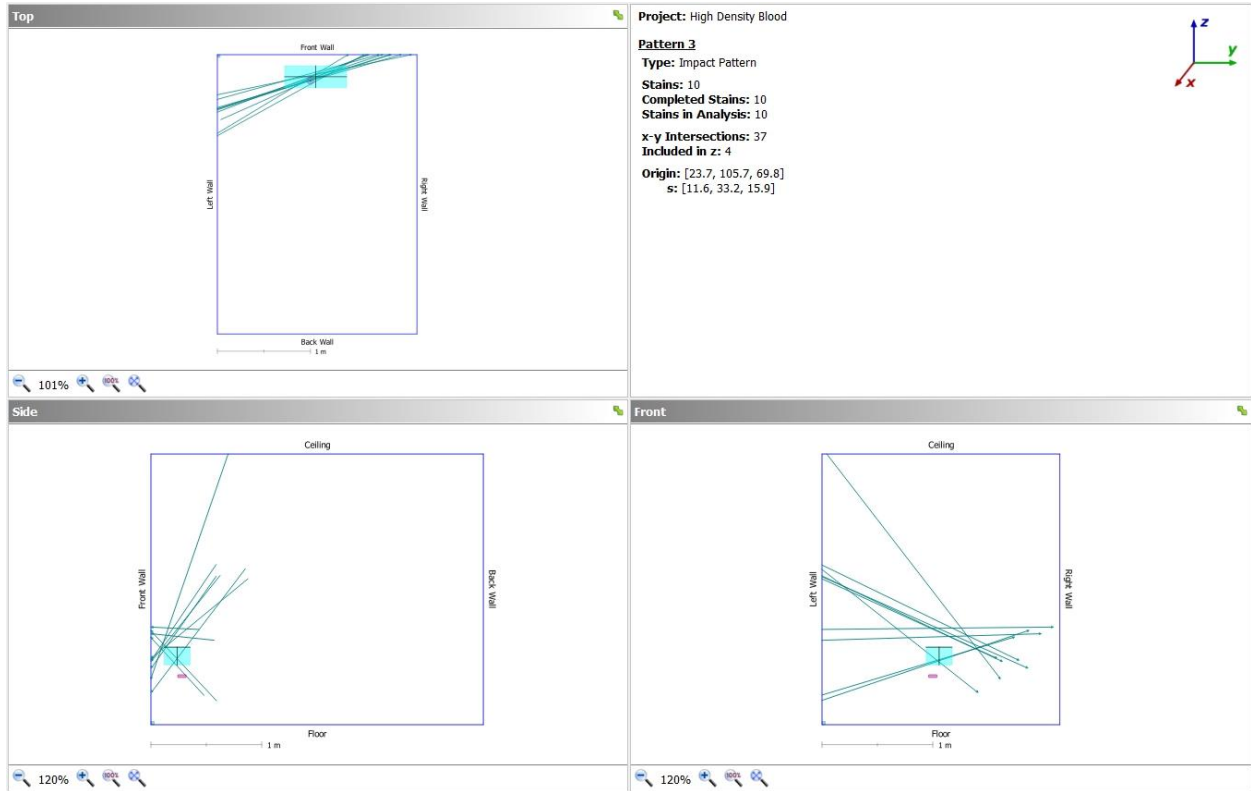 Top
Front Wall
Left Wall
Right Wall
Back Wall
1 m
101%
100%
Project: High Density Blood
Pattern 3
Type: Impact Pattern
Stains: 10
Completed Stains: 10
Stains in Analysis: 10
x-y Intersections: 37
Included in z: 4
Origin: [23.7, 105.7, 69.8]
s: [11.6, 33.2, 15.9]
z
y
x
Side
Ceiling
Front Wall
Back Wall
Floor
1 m
120%
100%
Front
Ceiling
Left Wall
Right Wall
Floor
1 m
120%
100%